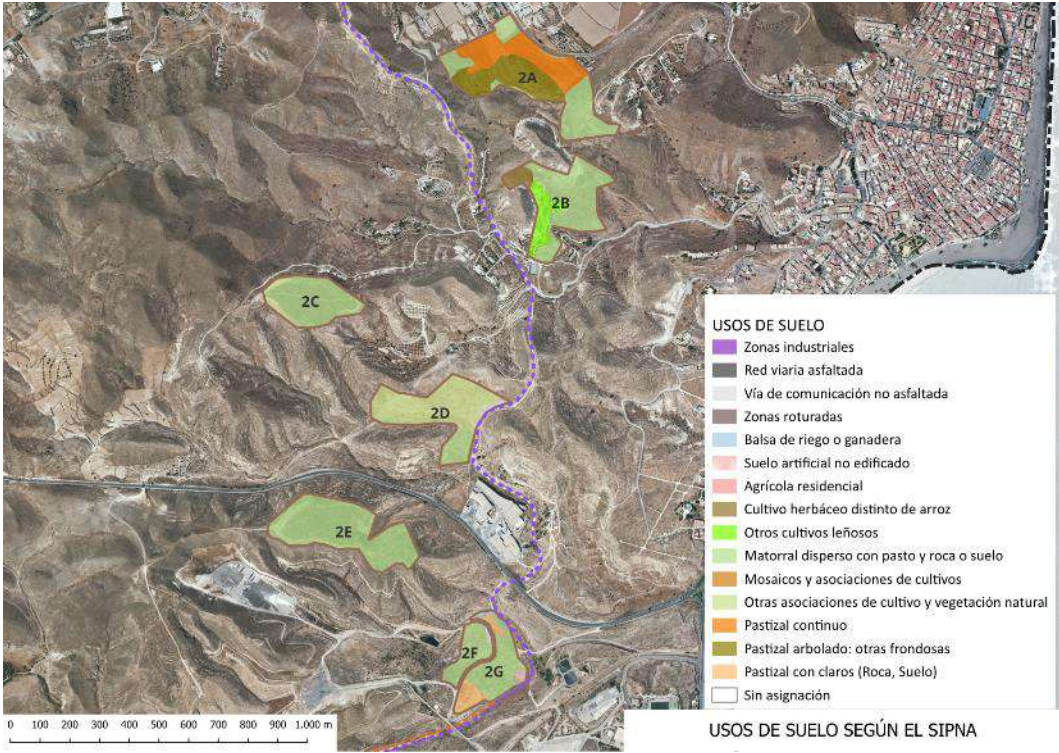 2A
2B
2C
2D
2E
2F
2G
USOS DE SUELO
Zonas industriales
Red viaria asfaltada
Vía de comunicación no asfaltada
Zonas roturadas
Balsa de riego o ganadera
Suelo artificial no edificado
Agrícola residencial
Cultivo herbáceo distinto de arroz
Otros cultivos leñosos
Matorral disperso con pasto y roca o suelo
Mosaicos y asociaciones de cultivos
Otras asociaciones de cultivo y vegetación natural
Pastizal continuo
Pastizal arbolado: otras frondosas
Pastizal con claros (Roca, Suelo)
Sin asignación
0 100 200 300 400 500 600 700 800 900 1.000 m
USOS DE SUELO SEGÚN EL SIPNA